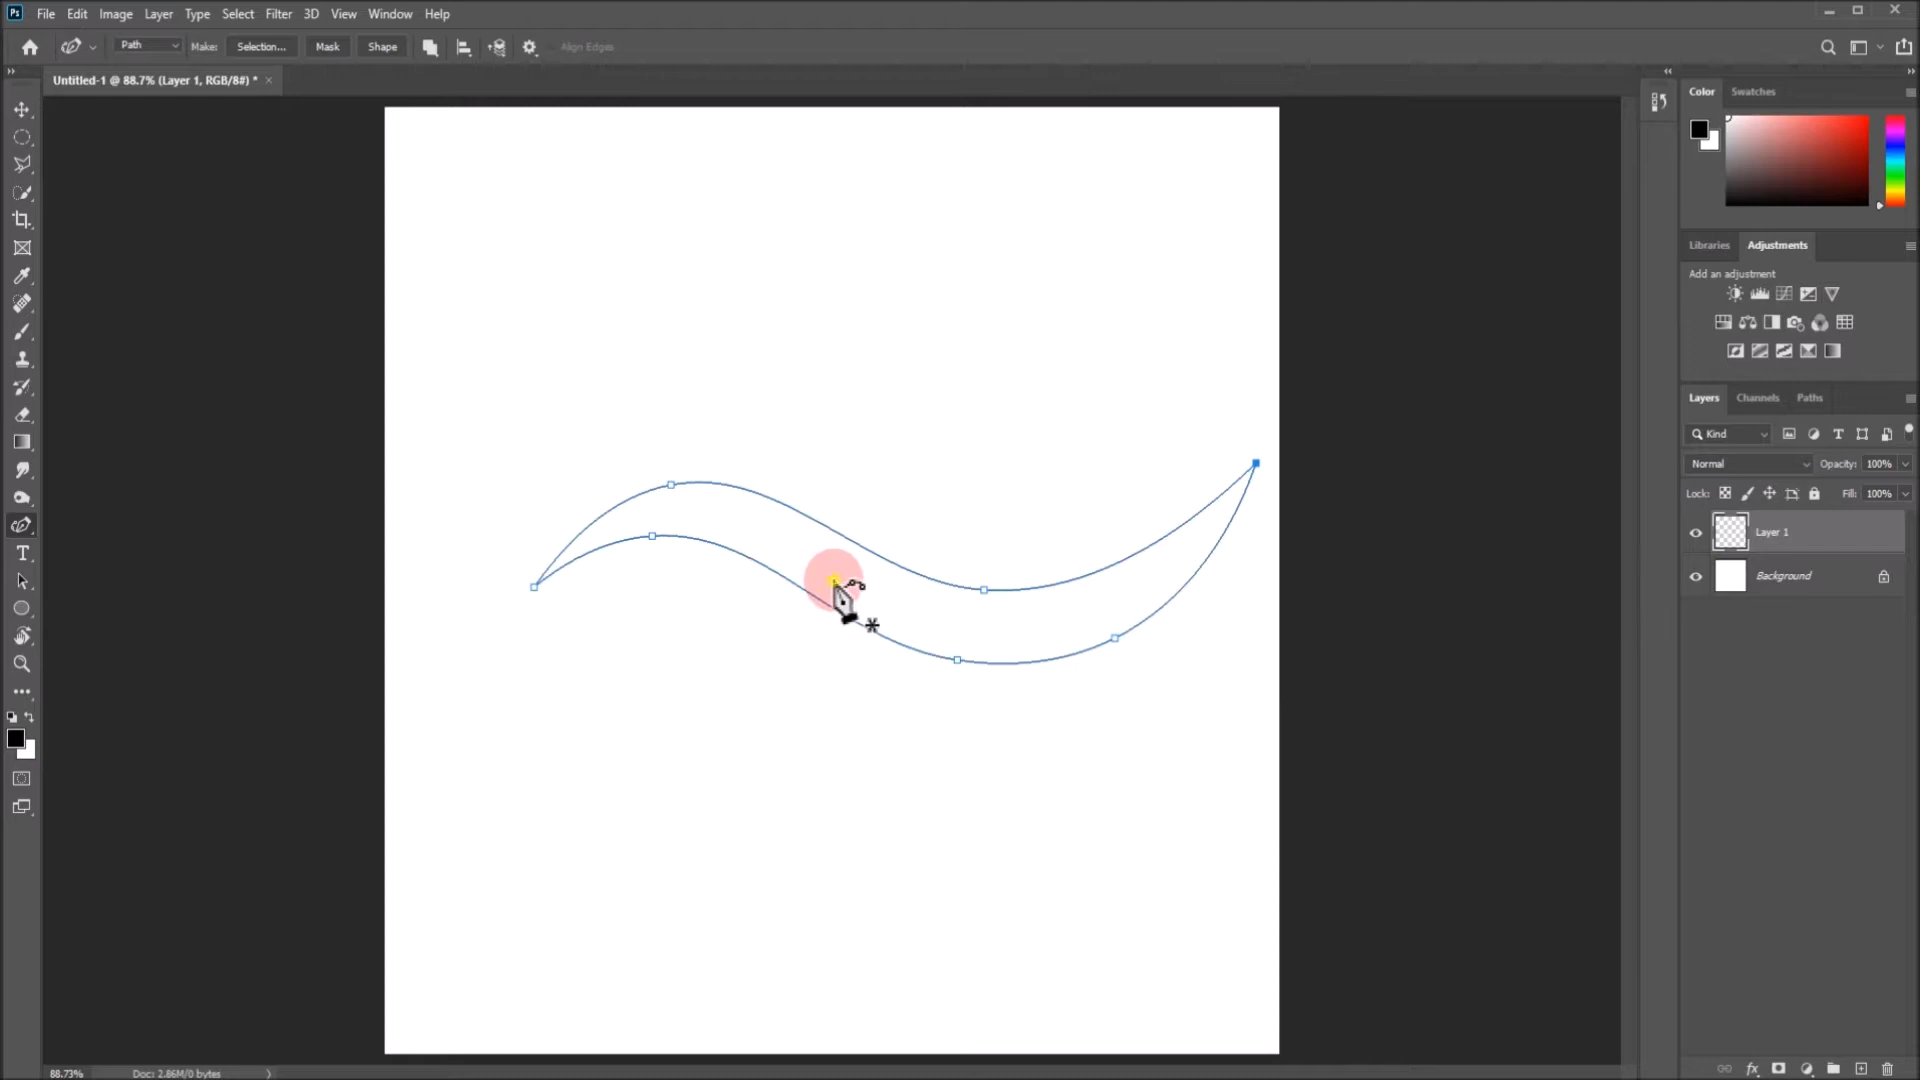 Ps File Edit Image Layer Type Select Filter 3D View Window Help
Path Make: Selection... Mask Shape Align Edges
Untitled-1 @ 88.7% (Layer 1, RGB/8#) * ×
Color Swatches
Libraries Adjustments
Add an adjustment
Layers Channels Paths
Kind
Normal Opacity: 100%
Lock: Fill: 100%
Layer 1
Background
88.73% Doc: 2.86M/0 bytes